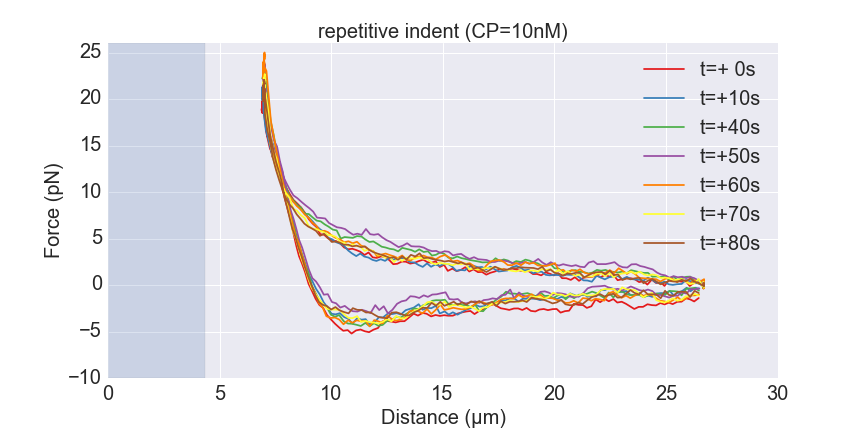 repetitive indent (CP=10nM)
25
20
15
10
5
0
−5
−10
Force (pN)
t=+ 0s
t=+10s
t=+40s
t=+50s
t=+60s
t=+70s
t=+80s
0 5 10 15 20 25 30
Distance (μm)